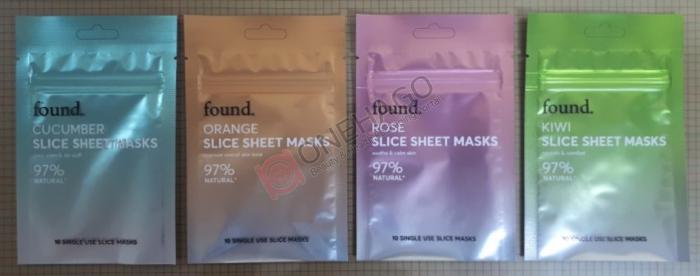 found.
CUCUMBER
SLICE SHEET MASKS
97%
NATURAL*
10 SINGLE USE SLICE MASKS
found.
ORANGE
SLICE SHEET MASKS
97%
NATURAL*
10 SINGLE USE SLICE MASKS
found.
ROSE
SLICE SHEET MASKS
soothe & calm skin
97%
NATURAL*
10 SINGLE USE SLICE MASKS
found.
KIWI
SLICE SHEET MASKS
97%
NATURAL*
10 SINGLE USE SLICE MASKS
ONEHAGO